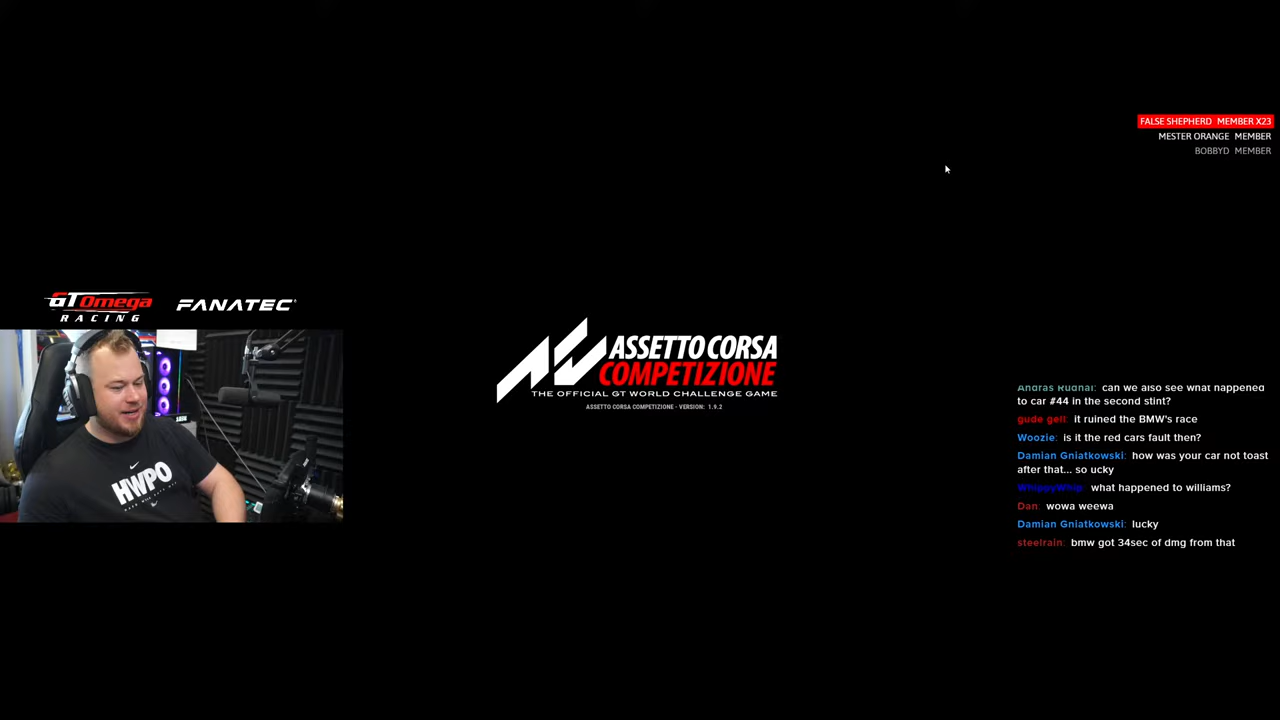 FALSE SHEPHERD MEMBER X23
MESTER ORANGE MEMBER
BOBBYD MEMBER
GT Omega
RACING
FANATEC
HWPO
ASSETTO CORSA
COMPETIZIONE
THE OFFICIAL GT WORLD CHALLENGE GAME
ASSETTO CORSA COMPETIZIONE - VERSION: 1.9.2
Andras Rudnai: can we also see what happened
to car #44 in the second stint?
gude gell: it ruined the BMW's race
Woozie: is it the red cars fault then?
Damian Gniatkowski: how was your car not toast
after that... so ucky
WhippyWhip: what happened to williams?
Dan: wowa weewa
Damian Gniatkowski: lucky
steelrain: bmw got 34sec of dmg from that